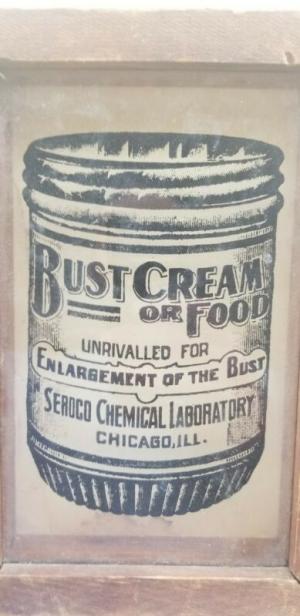 BUST CREAM
OR FOOD
UNRIVALLED FOR
ENLARGEMENT OF THE BUST
SEROCO CHEMICAL LABORATORY
CHICAGO, ILL.